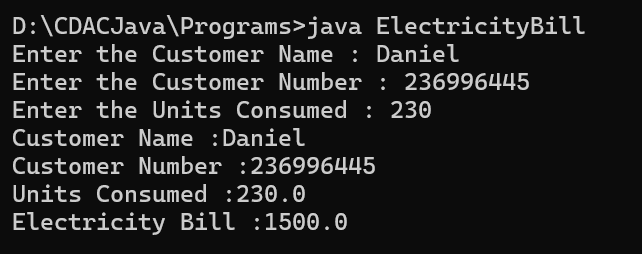 D:\CDACJava\Programs>java ElectricityBill
Enter the Customer Name : Daniel
Enter the Customer Number : 236996445
Enter the Units Consumed : 230
Customer Name :Daniel
Customer Number :236996445
Units Consumed :230.0
Electricity Bill :1500.0